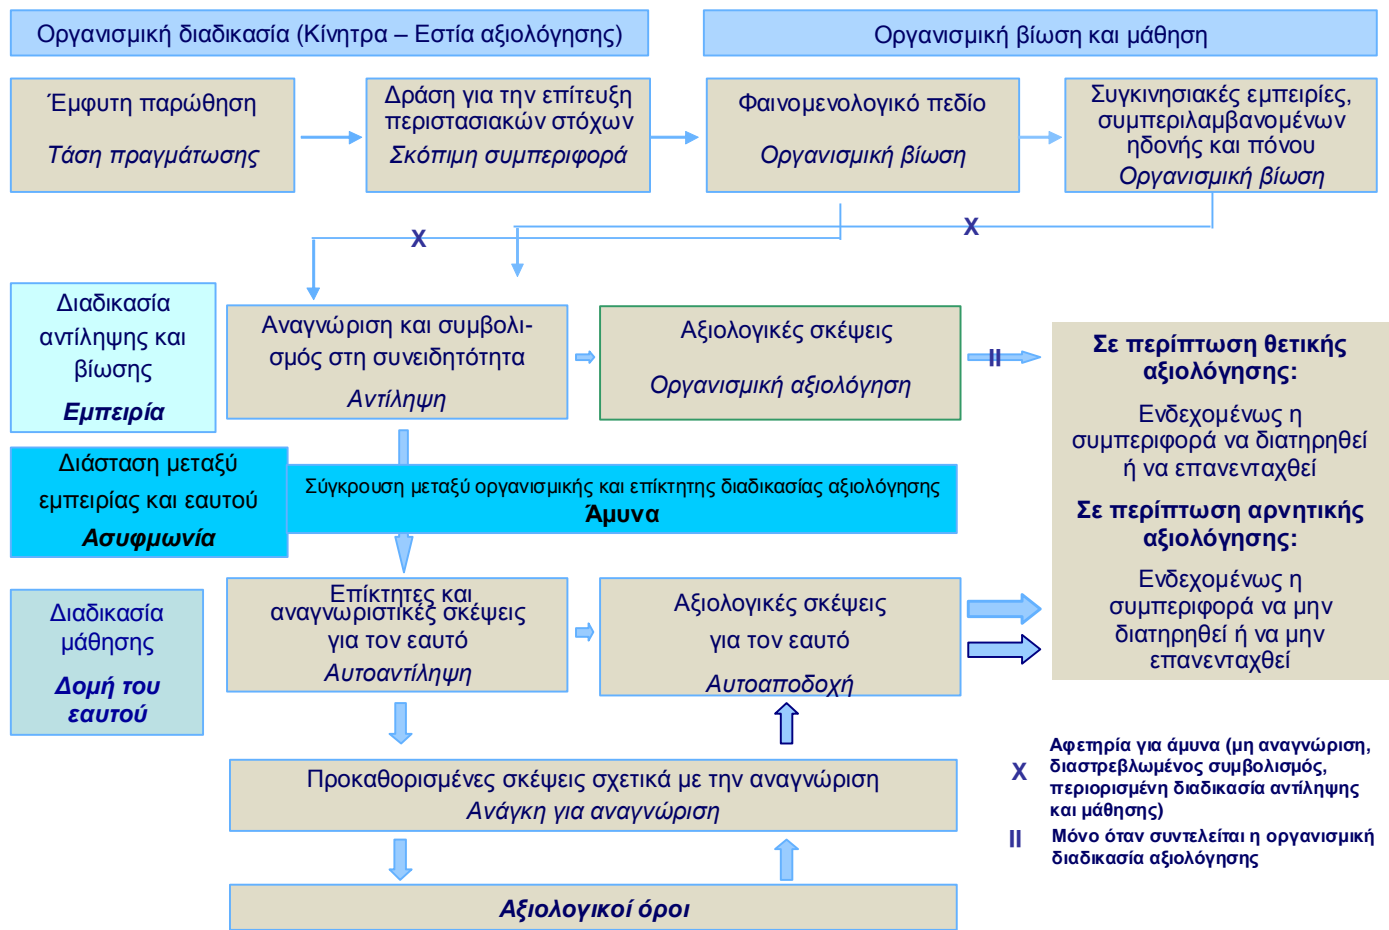 Οργανισμική διαδικασία (Κίνητρα – Εστία αξιολόγησης)
Οργανισμική βίωση και μάθηση
Έμφυτη παρώθηση
Τάση πραγμάτωσης
Δράση για την επίτευξη
περιστασιακών στόχων
Σκόπιμη συμπεριφορά
Φαινομενολογικό πεδίο
Οργανισμική βίωση
Συγκινησιακές εμπειρίες,
συμπεριλαμβανομένων
ηδονής και πόνου
Οργανισμική βίωση
X
X
Διαδικασία
αντίληψης και
βίωσης
Εμπειρία
Αναγνώριση και συμβολι-
σμός στη συνειδητότητα
Αντίληψη
Αξιολογικές σκέψεις
Οργανισμική αξιολόγηση
II
Σε περίπτωση θετικής
αξιολόγησης:
Ενδεχομένως η
συμπεριφορά να διατηρηθεί
ή να επανενταχθεί
Σε περίπτωση αρνητικής
αξιολόγησης:
Ενδεχομένως η
συμπεριφορά να μην
διατηρηθεί ή να μην
επανενταχθεί
Διάσταση μεταξύ
εμπειρίας και εαυτού
Ασυφμωνία
Σύγκρουση μεταξύ οργανισμικής και επίκτητης διαδικασίας αξιολόγησης
Άμυνα
Διαδικασία
μάθησης
Δομή του
εαυτού
Επίκτητες και
αναγνωριστικές σκέψεις
για τον εαυτό
Αυτοαντίληψη
Αξιολογικές σκέψεις
για τον εαυτό
Αυτοαποδοχή
Προκαθορισμένες σκέψεις σχετικά με την αναγνώριση
Ανάγκη για αναγνώριση
Αξιολογικοί όροι
X
Αφετηρία για άμυνα (μη αναγνώριση,
διαστρεβλωμένος συμβολισμός,
περιορισμένη διαδικασία αντίληψης
και μάθησης)
II
Μόνο όταν συντελείται η οργανισμική
διαδικασία αξιολόγησης